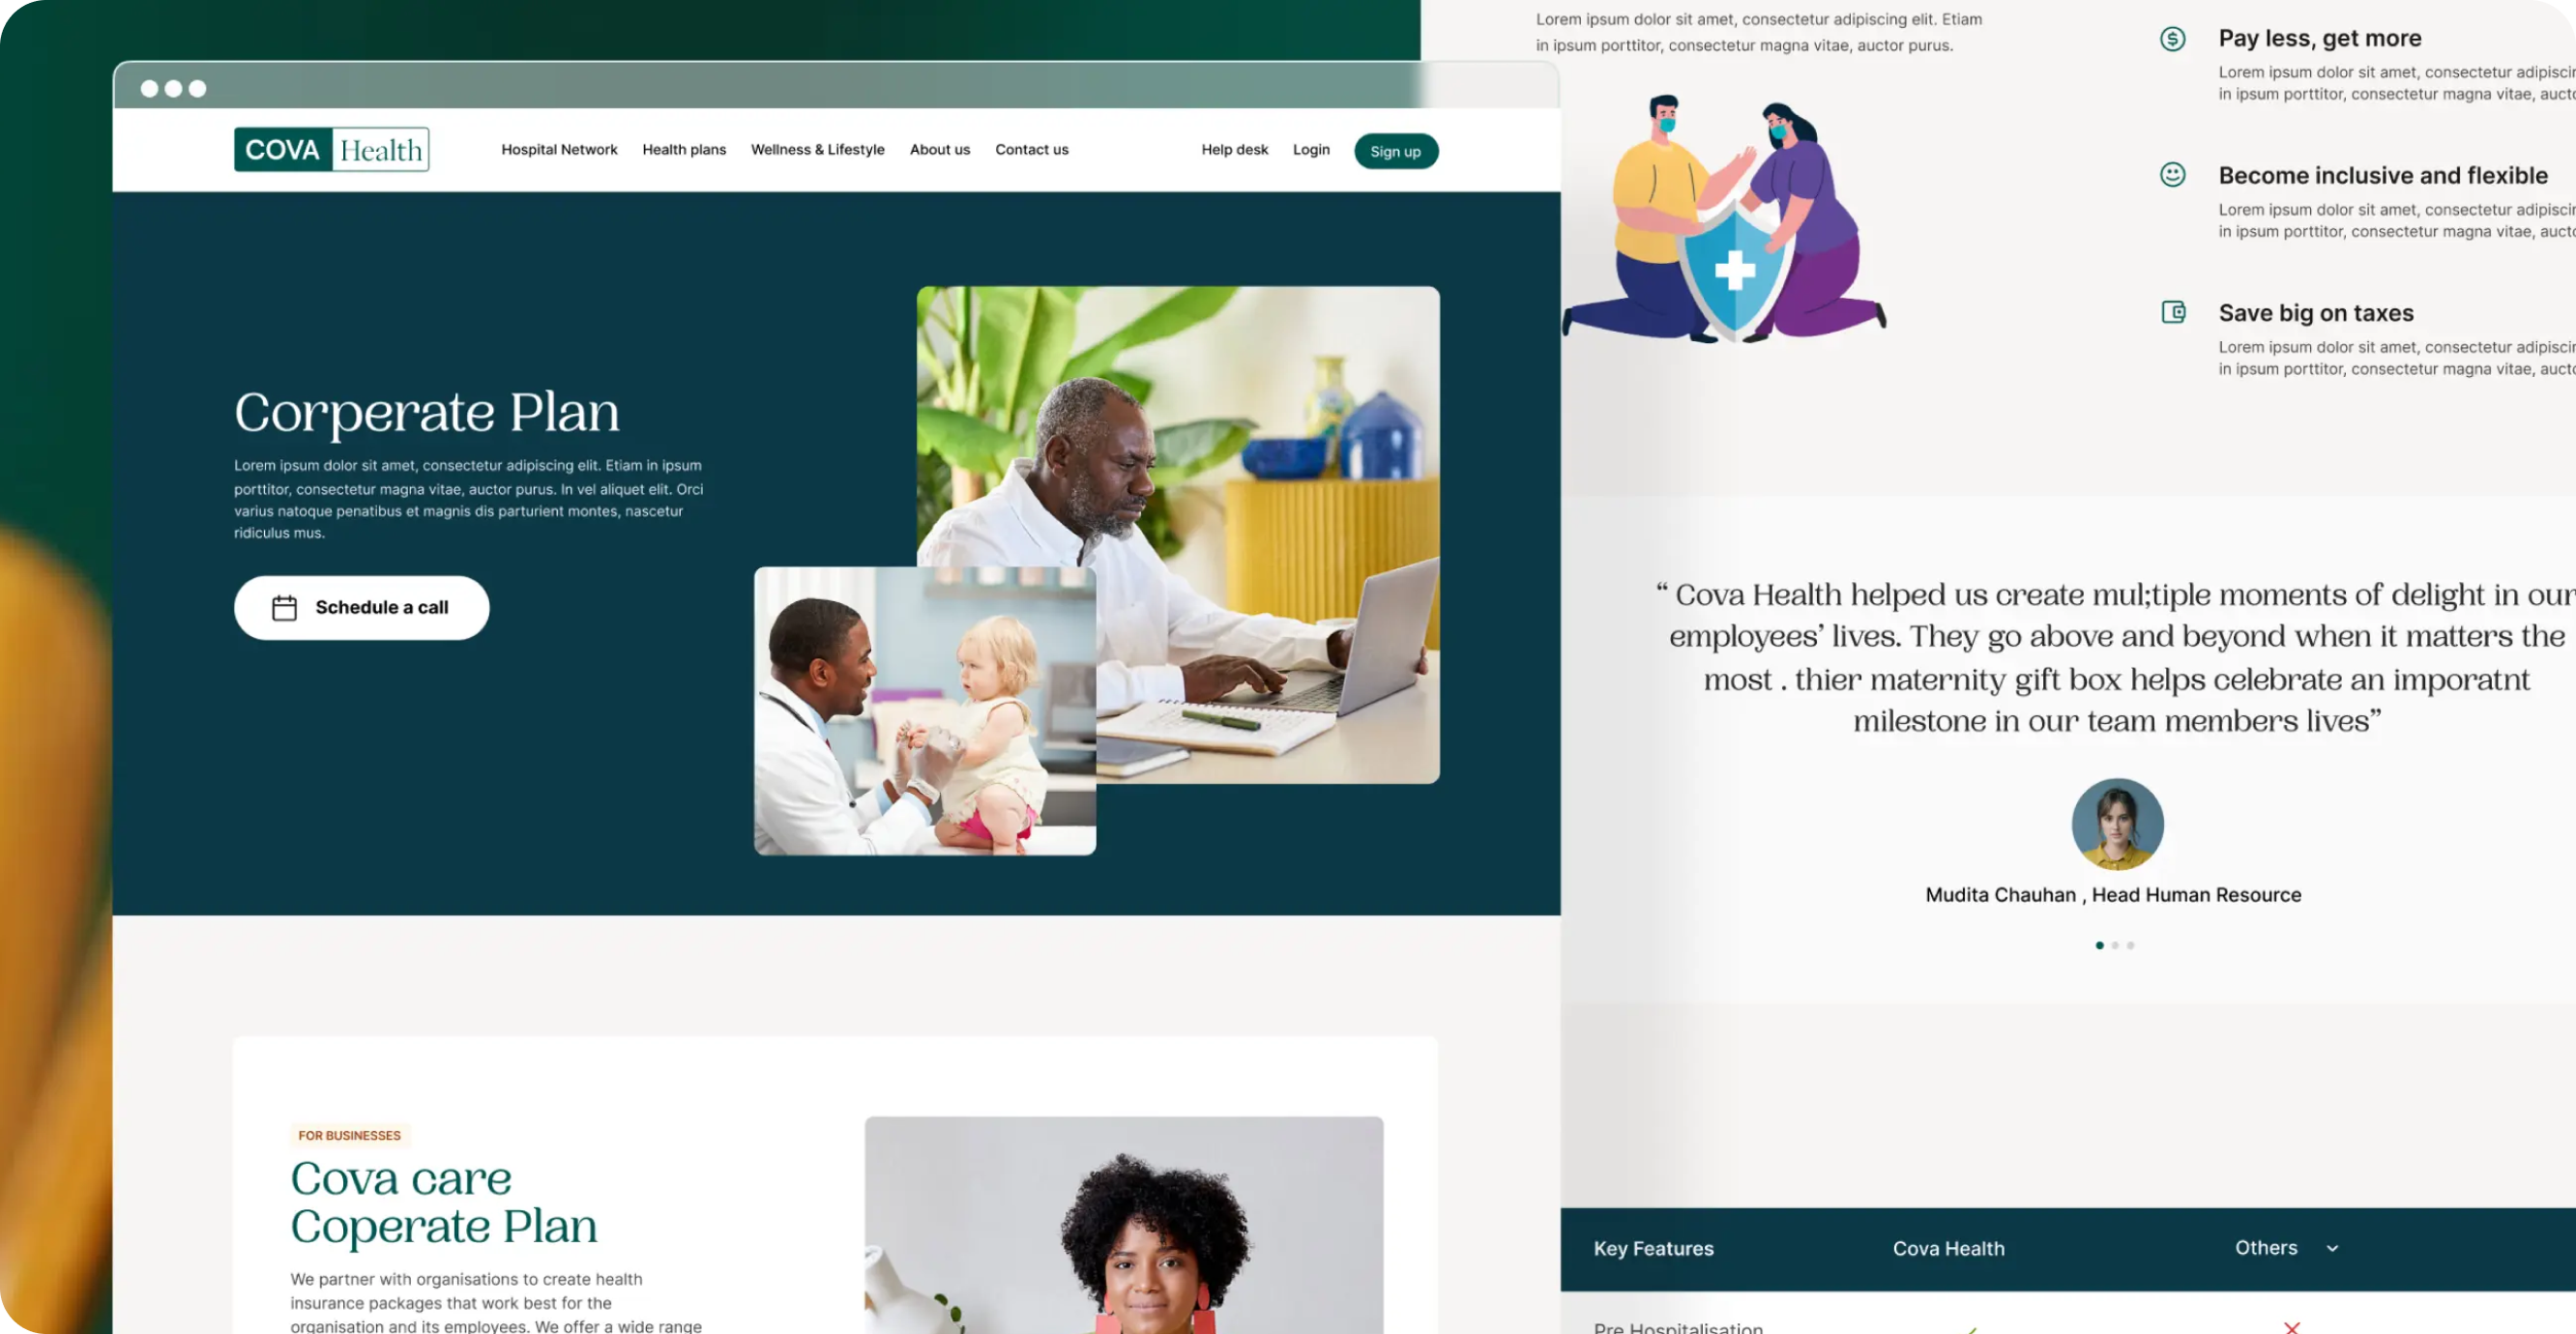 COVA Health
Hospital Network
Health plans
Wellness & Lifestyle
About us
Contact us
Help desk
Login
Sign up
Corperate Plan
Lorem ipsum dolor sit amet, consectetur adipiscing elit. Etiam in ipsum
porttitor, consectetur magna vitae, auctor purus. In vel aliquet elit. Orci
varius natoque penatibus et magnis dis parturient montes, nascetur
ridiculus mus.
Schedule a call
FOR BUSINESSES
Cova care
Coperate Plan
We partner with organisations to create health
insurance packages that work best for the
organisation and its employees. We offer a wide range
Lorem ipsum dolor sit amet, consectetur adipiscing elit. Etiam
in ipsum porttitor, consectetur magna vitae, auctor purus.
Pay less, get more
Lorem ipsum dolor sit amet, consectetur
in ipsum porttitor, consectetur magna vitae,
Become inclusive and flexible
Lorem ipsum dolor sit amet, consectetur
in ipsum porttitor, consectetur magna vitae,
Save big on taxes
Lorem ipsum dolor sit amet, consectetur
in ipsum porttitor, consectetur magna vitae,
“ Cova Health helped us create mul;tiple moments of delight in our
employees’ lives. They go above and beyond when it matters the
most . thier maternity gift box helps celebrate an imporatnt
milestone in our team members lives”
Mudita Chauhan , Head Human Resource
Key Features
Cova Health
Others
Pre Hospitalisation